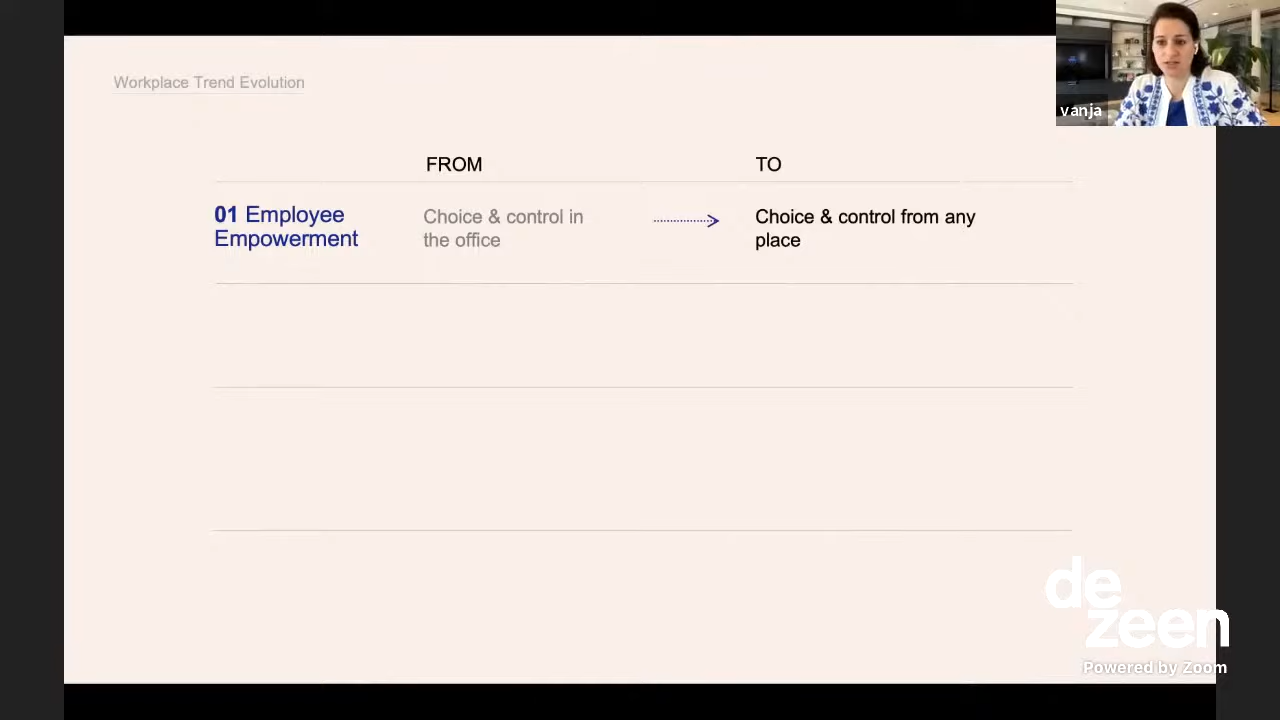 Workplace Trend Evolution
vanja
FROM
TO
01 Employee
Empowerment
Choice & control in
the office
Choice & control from any
place
de
zeen
Powered by Zoom